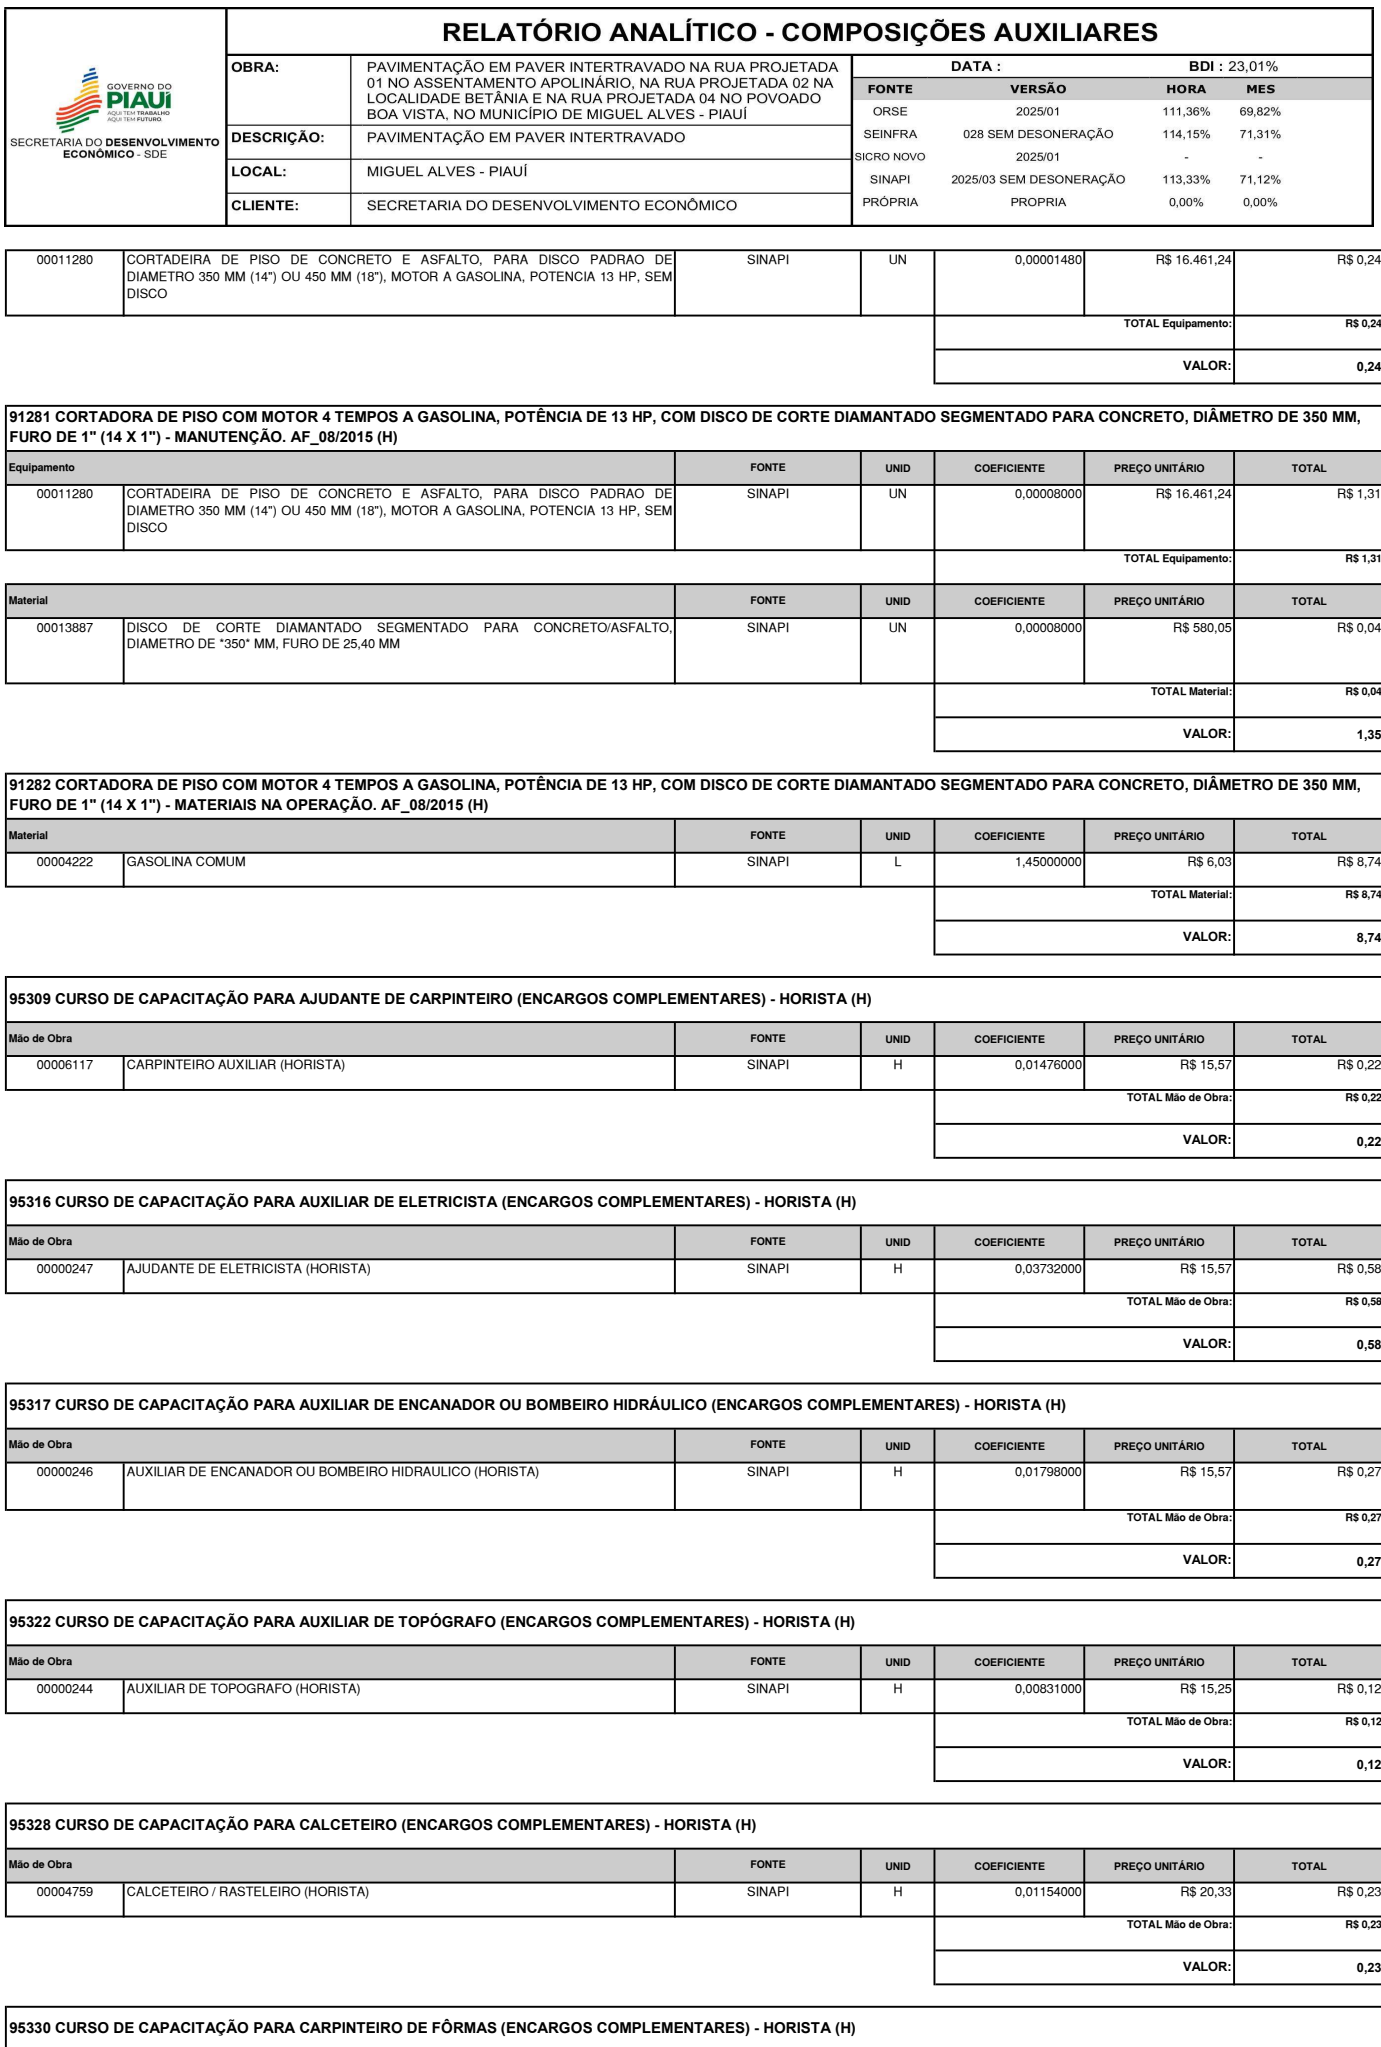 RELATÓRIO ANALÍTICO - COMPOSIÇÕES AUXILIARES
GOVERNO DO
PIAUÍ
AQUI TEM TRABALHO
AQUI TEM FUTURO.
SECRETARIA DO DESENVOLVIMENTO
ECONÔMICO - SDE
OBRA:
PAVIMENTAÇÃO EM PAVER INTERTRAVADO NA RUA PROJETADA
01 NO ASSENTAMENTO APOLINÁRIO, NA RUA PROJETADA 02 NA
LOCALIDADE BETÂNIA E NA RUA PROJETADA 04 NO POVOADO
BOA VISTA, NO MUNICÍPIO DE MIGUEL ALVES - PIAUÍ
DESCRIÇÃO: PAVIMENTAÇÃO EM PAVER INTERTRAVADO
LOCAL: MIGUEL ALVES - PIAUÍ
CLIENTE: SECRETARIA DO DESENVOLVIMENTO ECONÔMICO
DATA : BDI : 23,01%
FONTE VERSÃO HORA MES
ORSE 2025/01 111,36% 69,82%
SEINFRA 028 SEM DESONERAÇÃO 114,15% 71,31%
SICRO NOVO 2025/01 - -
SINAPI 2025/03 SEM DESONERAÇÃO 113,33% 71,12%
PRÓPRIA PROPRIA 0,00% 0,00%
00011280 CORTADEIRA DE PISO DE CONCRETO E ASFALTO, PARA DISCO PADRAO DE SINAPI UN 0,00001480 R$ 16.461,24 R$ 0,24
DIAMETRO 350 MM (14") OU 450 MM (18"), MOTOR A GASOLINA, POTENCIA 13 HP, SEM
DISCO
TOTAL Equipamento: R$ 0,24
VALOR: 0,24
91281 CORTADORA DE PISO COM MOTOR 4 TEMPOS A GASOLINA, POTÊNCIA DE 13 HP, COM DISCO DE CORTE DIAMANTADO SEGMENTADO PARA CONCRETO, DIÂMETRO DE 350 MM,
FURO DE 1" (14 X 1") - MANUTENÇÃO. AF_08/2015 (H)
Equipamento FONTE UNID COEFICIENTE PREÇO UNITÁRIO TOTAL
00011280 CORTADEIRA DE PISO DE CONCRETO E ASFALTO, PARA DISCO PADRAO DE SINAPI UN 0,00008000 R$ 16.461,24 R$ 1,31
DIAMETRO 350 MM (14") OU 450 MM (18"), MOTOR A GASOLINA, POTENCIA 13 HP, SEM
DISCO
TOTAL Equipamento: R$ 1,31
Material FONTE UNID COEFICIENTE PREÇO UNITÁRIO TOTAL
00013887 DISCO DE CORTE DIAMANTADO SEGMENTADO PARA CONCRETO/ASFALTO, SINAPI UN 0,00008000 R$ 580,05 R$ 0,04
DIAMETRO DE *350* MM, FURO DE 25,40 MM
TOTAL Material: R$ 0,04
VALOR: 1,35
91282 CORTADORA DE PISO COM MOTOR 4 TEMPOS A GASOLINA, POTÊNCIA DE 13 HP, COM DISCO DE CORTE DIAMANTADO SEGMENTADO PARA CONCRETO, DIÂMETRO DE 350 MM,
FURO DE 1" (14 X 1") - MATERIAIS NA OPERAÇÃO. AF_08/2015 (H)
Material FONTE UNID COEFICIENTE PREÇO UNITÁRIO TOTAL
00004222 GASOLINA COMUM SINAPI L 1,45000000 R$ 6,03 R$ 8,74
TOTAL Material: R$ 8,74
VALOR: 8,74
95309 CURSO DE CAPACITAÇÃO PARA AJUDANTE DE CARPINTEIRO (ENCARGOS COMPLEMENTARES) - HORISTA (H)
Mão de Obra FONTE UNID COEFICIENTE PREÇO UNITÁRIO TOTAL
00006117 CARPINTEIRO AUXILIAR (HORISTA) SINAPI H 0,01476000 R$ 15,57 R$ 0,22
TOTAL Mão de Obra: R$ 0,22
VALOR: 0,22
95316 CURSO DE CAPACITAÇÃO PARA AUXILIAR DE ELETRICISTA (ENCARGOS COMPLEMENTARES) - HORISTA (H)
Mão de Obra FONTE UNID COEFICIENTE PREÇO UNITÁRIO TOTAL
00000247 AJUDANTE DE ELETRICISTA (HORISTA) SINAPI H 0,03732000 R$ 15,57 R$ 0,58
TOTAL Mão de Obra: R$ 0,58
VALOR: 0,58
95317 CURSO DE CAPACITAÇÃO PARA AUXILIAR DE ENCANADOR OU BOMBEIRO HIDRÁULICO (ENCARGOS COMPLEMENTARES) - HORISTA (H)
Mão de Obra FONTE UNID COEFICIENTE PREÇO UNITÁRIO TOTAL
00000246 AUXILIAR DE ENCANADOR OU BOMBEIRO HIDRAULICO (HORISTA) SINAPI H 0,01798000 R$ 15,57 R$ 0,27
TOTAL Mão de Obra: R$ 0,27
VALOR: 0,27
95322 CURSO DE CAPACITAÇÃO PARA AUXILIAR DE TOPÓGRAFO (ENCARGOS COMPLEMENTARES) - HORISTA (H)
Mão de Obra FONTE UNID COEFICIENTE PREÇO UNITÁRIO TOTAL
00000244 AUXILIAR DE TOPOGRAFO (HORISTA) SINAPI H 0,00831000 R$ 15,25 R$ 0,12
TOTAL Mão de Obra: R$ 0,12
VALOR: 0,12
95328 CURSO DE CAPACITAÇÃO PARA CALCETEIRO (ENCARGOS COMPLEMENTARES) - HORISTA (H)
Mão de Obra FONTE UNID COEFICIENTE PREÇO UNITÁRIO TOTAL
00004759 CALCETEIRO / RASTELEIRO (HORISTA) SINAPI H 0,01154000 R$ 20,33 R$ 0,23
TOTAL Mão de Obra: R$ 0,23
VALOR: 0,23
95330 CURSO DE CAPACITAÇÃO PARA CARPINTEIRO DE FÔRMAS (ENCARGOS COMPLEMENTARES) - HORISTA (H)